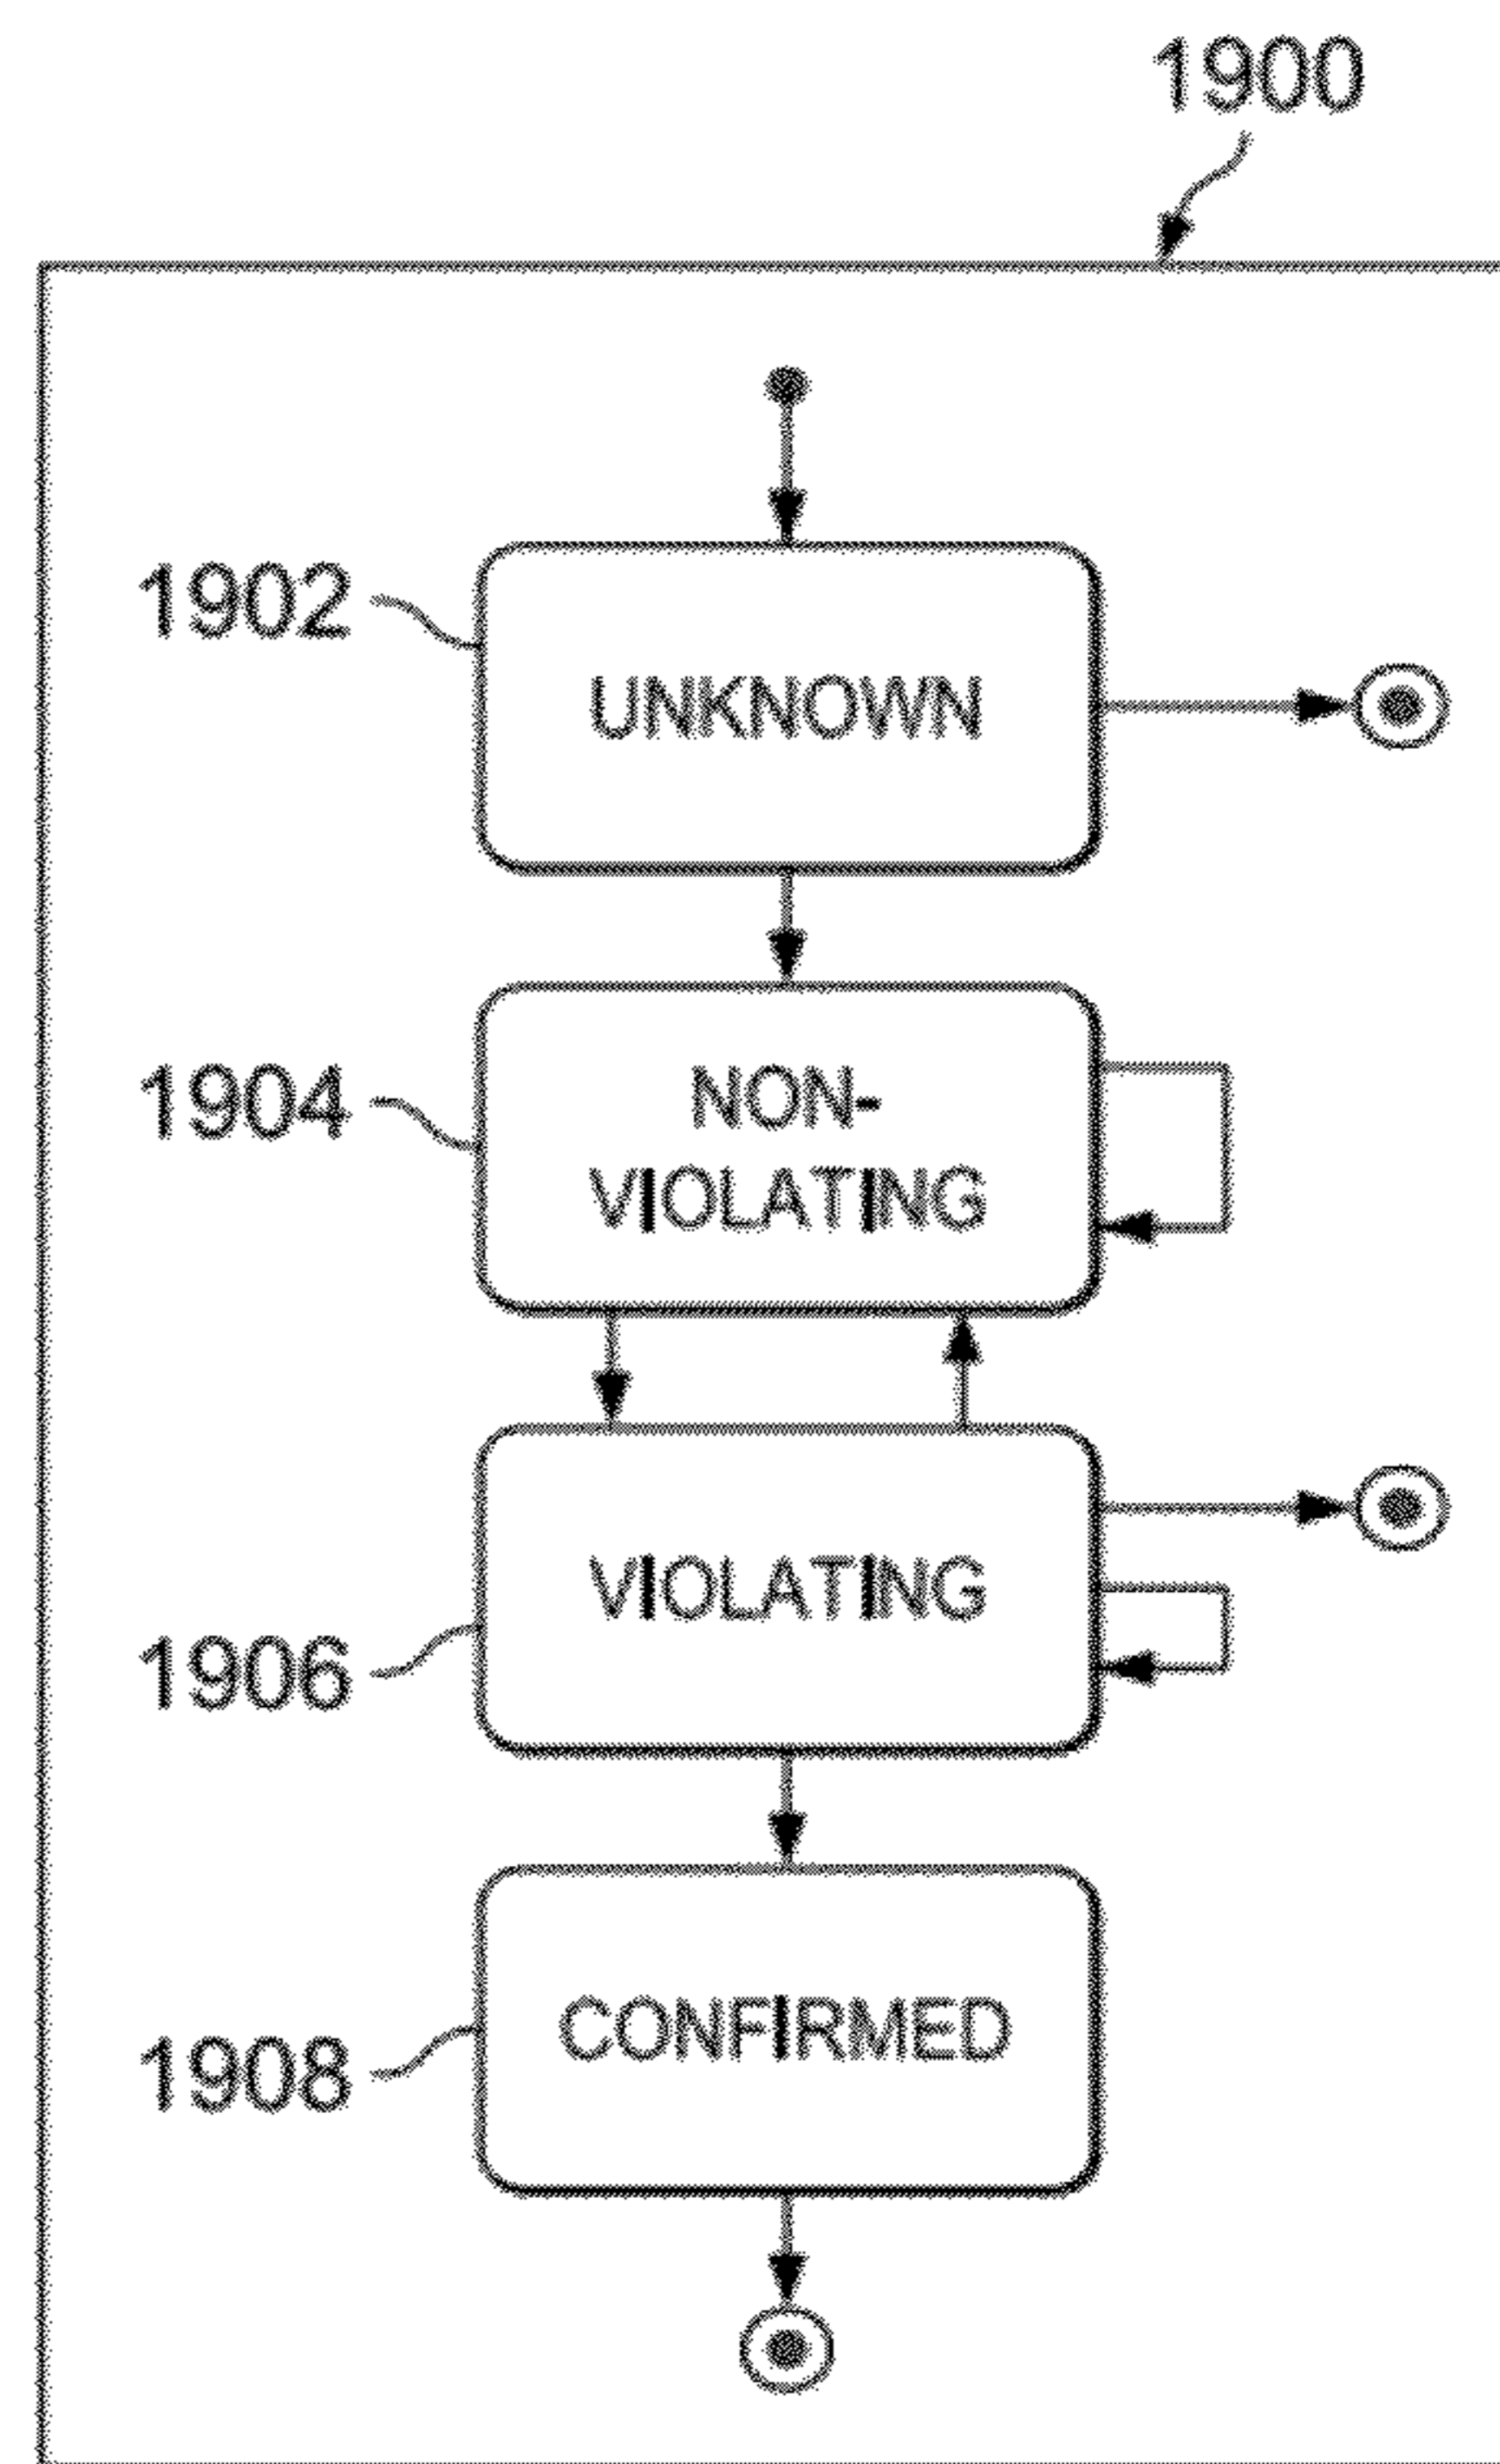 1900
1902
UNKNOWN
1904
NON-
VIOLATING
VIOLATING
1906
CONFIRMED
1908